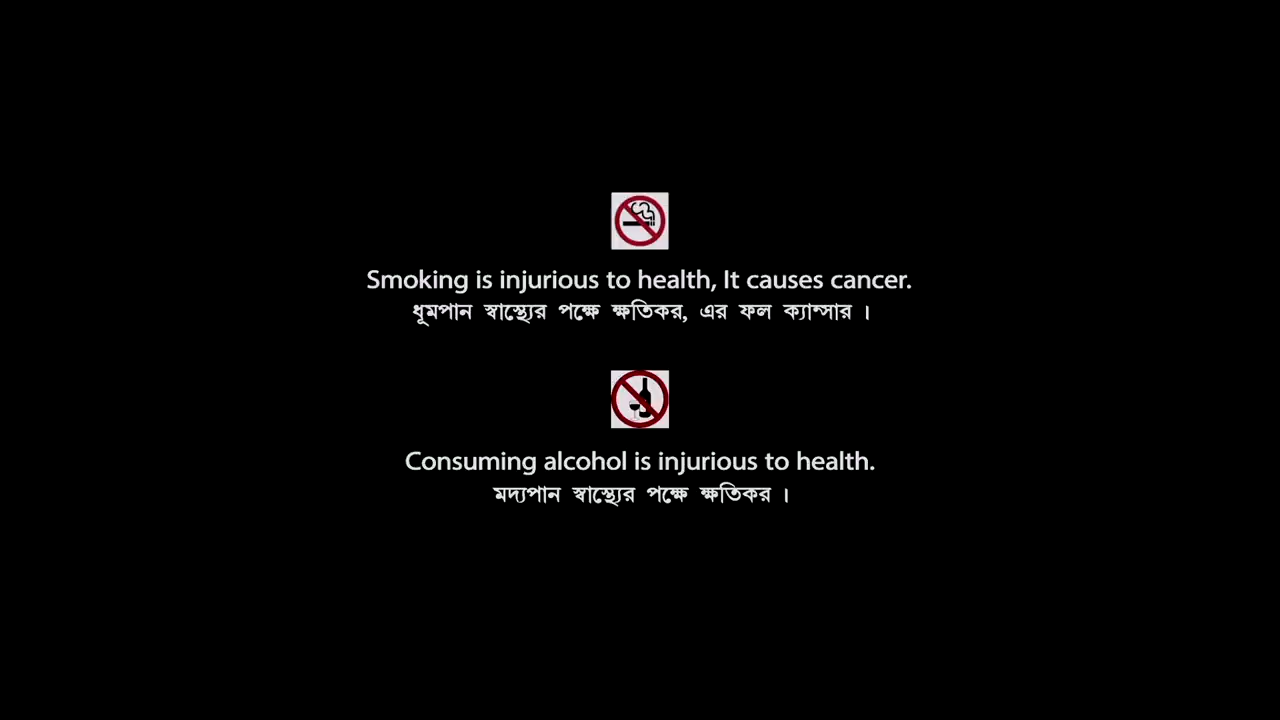 Smoking is injurious to health, It causes cancer.
ধূমপান স্বাস্থ্যের পক্ষে ক্ষতিকর, এর ফল ক্যান্সার ।
Consuming alcohol is injurious to health.
মদ্যপান স্বাস্থ্যের পক্ষে ক্ষতিকর ।